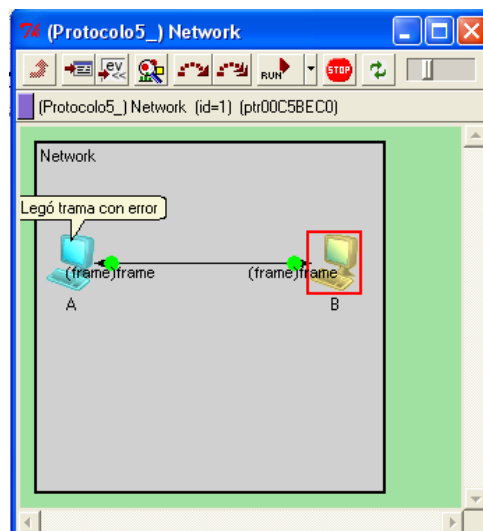 (Protocolo5_) Network
RUN
STOP
(Protocolo5_) Network (id=1) (ptr00C5BEC0)
Network
Legó trama con error
(frame)frame
(frame)frame
A
B